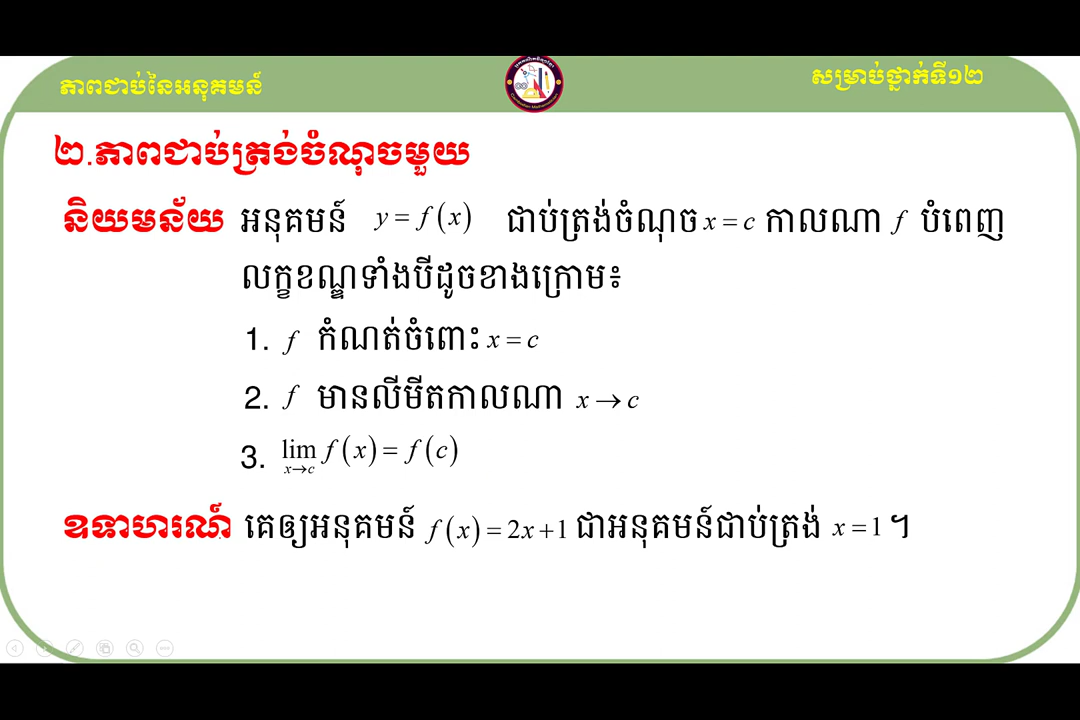 ភាពជាប់នៃអនុគមន៍
សម្រាប់ថ្នាក់ទី១២
២.ភាពជាប់ត្រង់ចំណុចមួយ
និយមន័យ អនុគមន៍ y = f(x) ជាប់ត្រង់ចំណុច x = c កាលណា f បំពេញ
លក្ខខណ្ឌទាំងបីដូចខាងក្រោម៖
1. f កំណត់ចំពោះ x = c
2. f មានលីមីតកាលណា x → c
3. lim x→c f(x) = f(c)
ឧទាហរណ៍ គេឲ្យអនុគមន៍ f(x) = 2x+1 ជាអនុគមន៍ជាប់ត្រង់ x = 1 ។